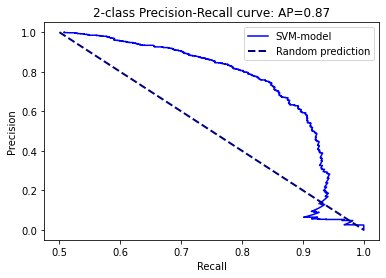 2-class Precision-Recall curve: AP=0.87
SVM-model
Random prediction
Precision
1.0
0.8
0.6
0.4
0.2
0.0
0.5 0.6 0.7 0.8 0.9 1.0
Recall